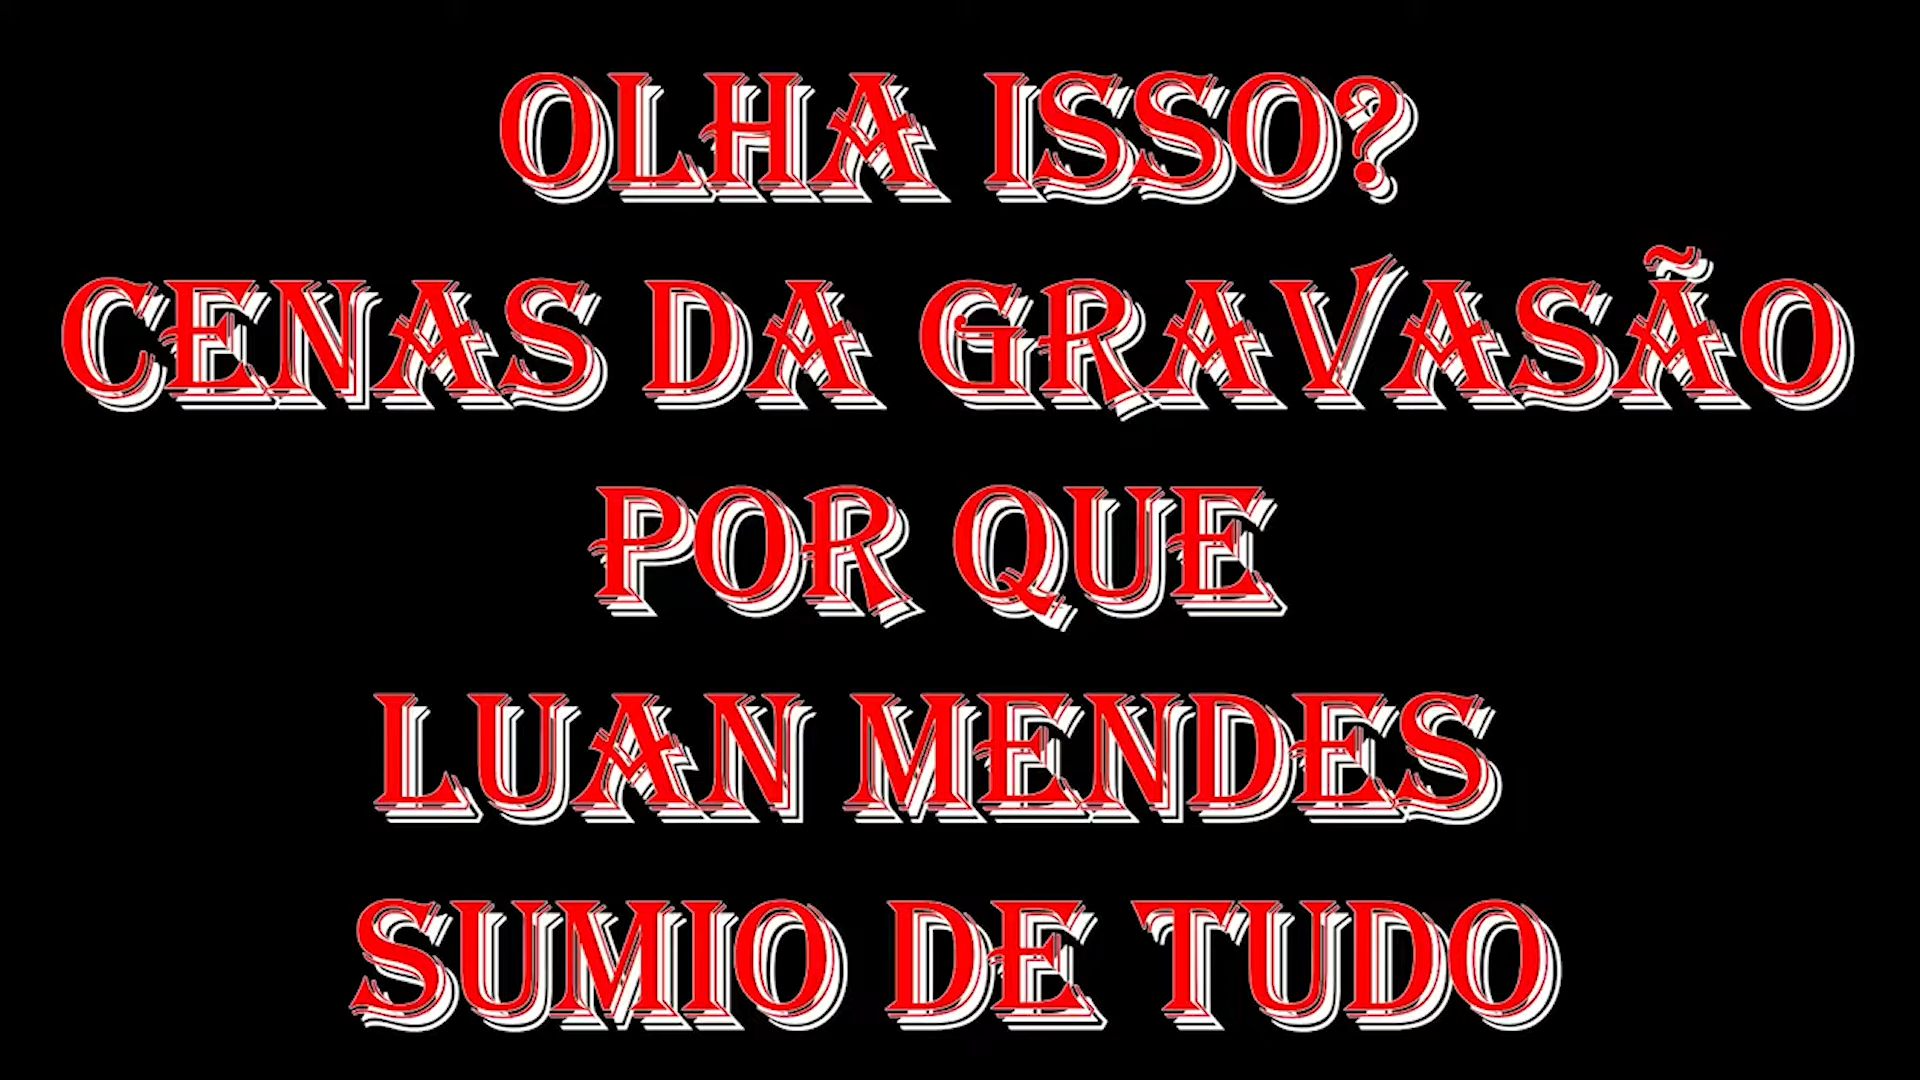 OLHA ISSO?
CENAS DA GRAVASÃO
POR QUE
LUAN MENDES
SUMIO DE TUDO